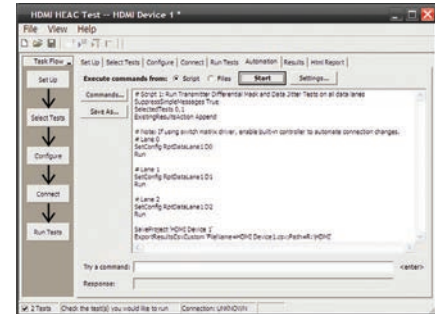 HDMI HEAC Test -- HDMI Device 1 *
File View Help
Task Flow
Set Up | Select Tests | Configure | Connect | Run Tests | Automation | Results | Html Report
Set Up
Select Tests
Configure
Connect
Run Tests
Execute commands from: Script Files Start Settings...
Commands...
Save As...
# Script 1: Run Transmitter Differential Mask and Data Jitter Tests on all data lanes
SuppressSimpleMessages True
SelectedTests 0,1
ExistingResultsAction Append
# Note: If using switch matrix driver, enable built-in controller to automate connection changes.
# Lane 0
SetConfig RptDataLane1 D0
Run
# Lane 1
SetConfig RptDataLane1 D1
Run
# Lane 2
SetConfig RptDataLane1 D2
Run
SaveProject 'HDMI Device 1'
Try a command:
<enter>
Response:
2 Tests Check the test(s) you would like to run Connection: UNKNOWN